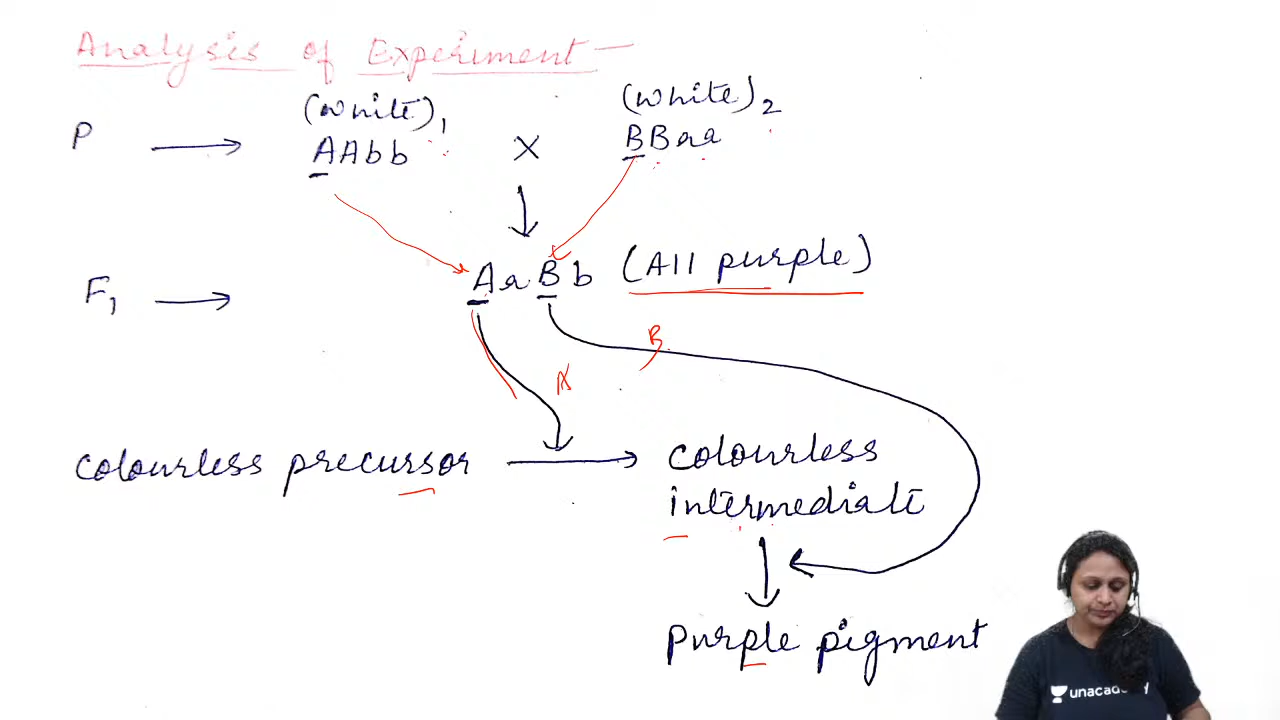 Analysis of Experiment —
(white)1 (white)2
P → AAbb X BBaa
F1 → AaBb (All purple)
B
A
colourless precursor → colourless
intermediate
purple pigment
unacademy